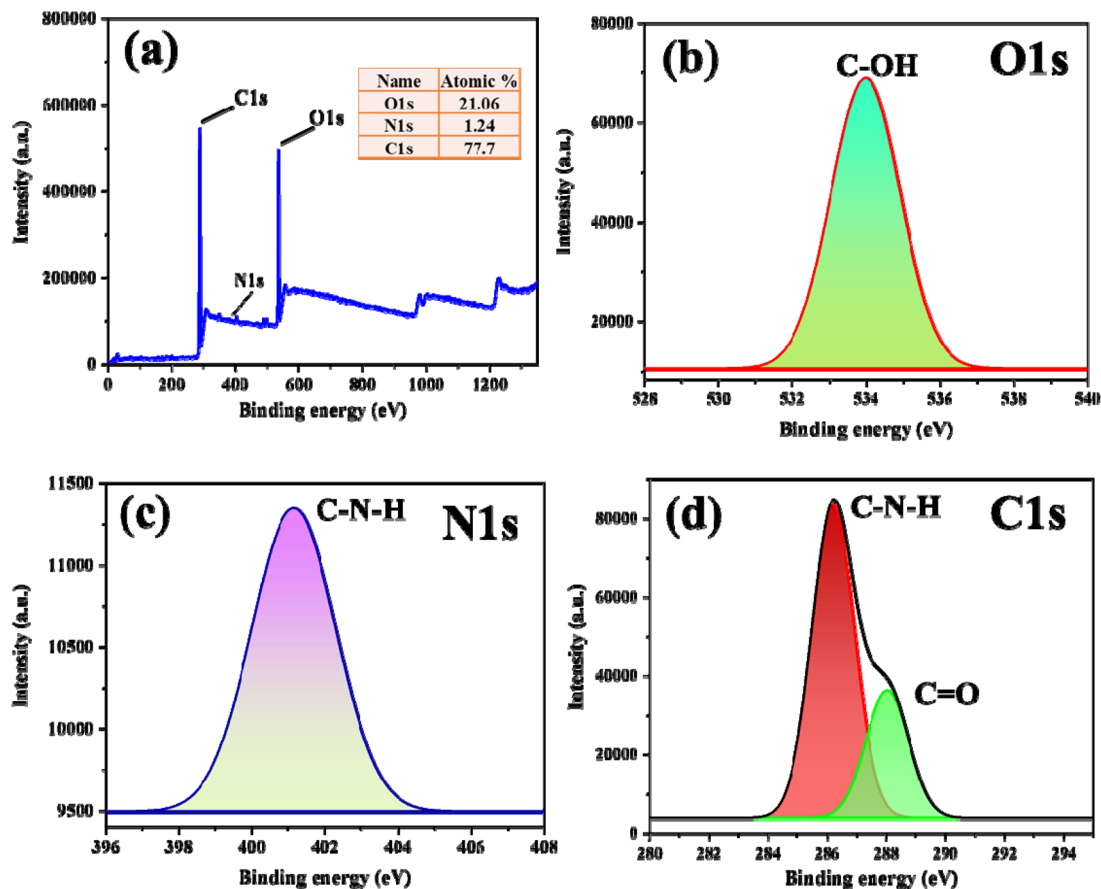 (a)
800000
600000
400000
200000
0
Intensity (a.u.)
C1s
O1s
N1s
Name Atomic %
O1s 21.06
N1s 1.24
C1s 77.7
0 200 400 600 800 1000 1200
Binding energy (eV)
(b)
O1s
C-OH
80000
60000
40000
20000
Intensity (a.u.)
528 530 532 534 536 538 540
Binding energy (eV)
(c)
C-N-H
N1s
11500
11000
10500
10000
9500
Intensity (a.u.)
396 398 400 402 404 406 408
Binding energy (eV)
(d)
C-N-H
C1s
C=O
80000
60000
40000
20000
0
Intensity (a.u.)
280 284 286 288 290 292 294
Binding energy (eV)